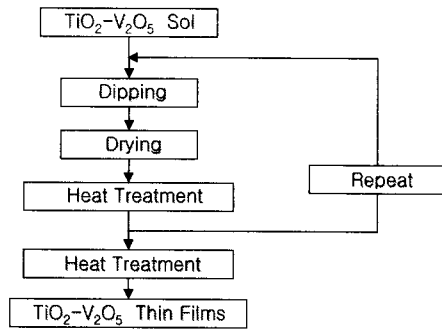 TiO₂-V₂O₅ Sol
Dipping
Drying
Heat Treatment
Repeat
Heat Treatment
TiO₂-V₂O₅ Thin Films